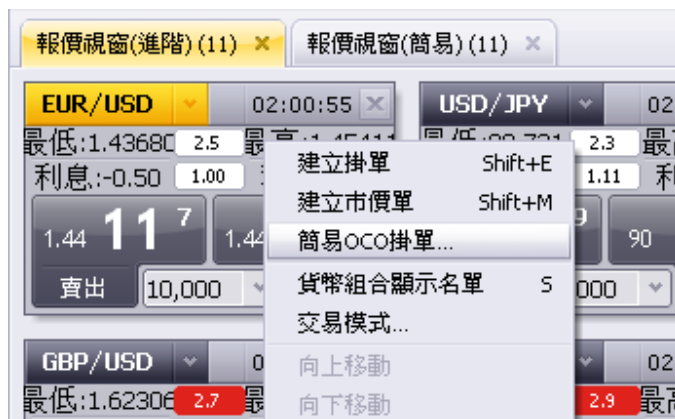 報價視窗(進階) (11)
報價視窗(簡易) (11)
EUR/USD 02:00:55
USD/JPY 02
最低:1.43680 2.5
2.3
利息:-0.50 1.00
1.11
1.44 11 7
1.44
9
90
賣出 10,000
000
建立掛單 Shift+E
建立市價單 Shift+M
簡易OCO掛單...
貨幣組合顯示名單 S
交易模式...
向上移動
向下移動
GBP/USD 0
02
最低:1.62306 2.7
2.9